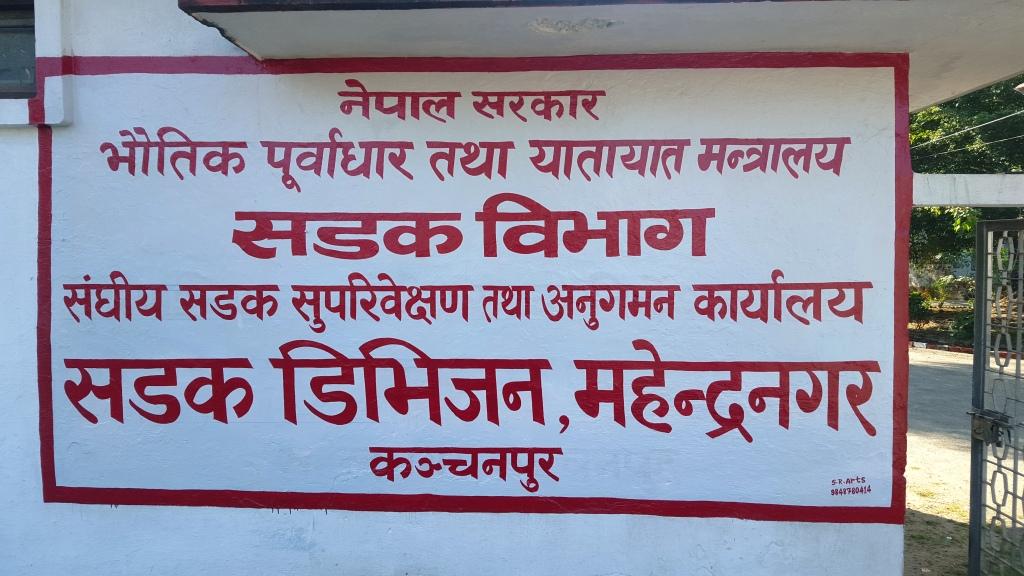 नेपाल सरकार
भौतिक पूर्वाधार तथा यातायात मन्त्रालय
सडक विभाग
संघीय सडक सुपरिवेक्षण तथा अनुगमन कार्यालय
सडक डिभिजन, महेन्द्रनगर
कञ्चनपुर
S.R. Arts
9848780414